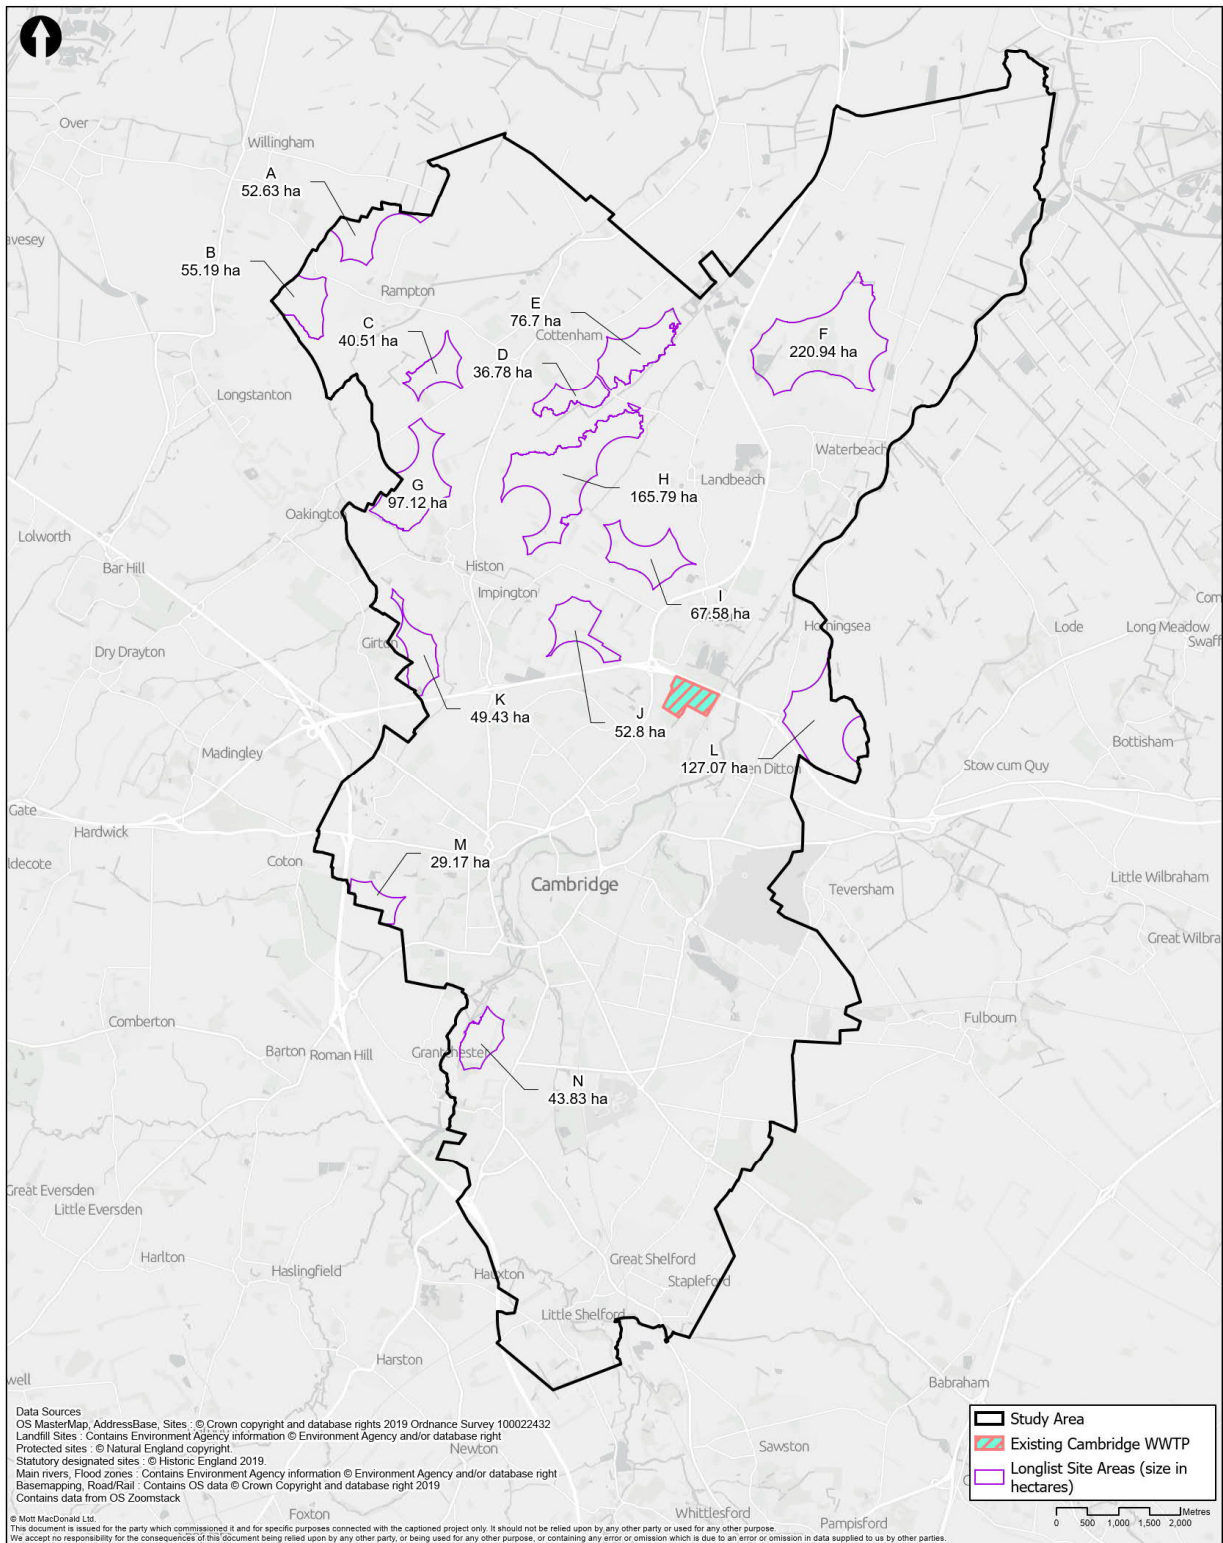 Over
Willingham
A
52.63 ha
avesey
B
55.19 ha
Rampton
E
76.7 ha
C
40.51 ha
Cottenham
F
220.94 ha
D
36.78 ha
Longstanton
Waterbeach
Landbeach
G
97.12 ha
H
165.79 ha
Oakington
Lolworth
Bar Hill
Histon
Impington
I
67.58 ha
Com
Horningsea
Lode
Long Meadow
Swaff
Girton
Dry Drayton
K
49.43 ha
J
52.8 ha
Madingley
L
127.07 ha
en Ditton
Bottisham
Stow cum Quy
Gate
Hardwick
M
29.17 ha
ldecote
Coton
Cambridge
Teversham
Little Wilbraham
Great Wilbra
Comberton
Fulbourn
Barton
Roman Hill
Grantchester
N
43.83 ha
Great Eversden
Little Eversden
Harlton
Haslingfield
Hauxton
Great Shelford
Stapleford
Little Shelford
Harston
well
Babraham
Newton
Sawston
Whittlesford
Foxton
Pampisford
Data Sources
OS MasterMap, AddressBase, Sites : © Crown copyright and database rights 2019 Ordnance Survey 100022432
Landfill Sites : Contains Environment Agency information © Environment Agency and/or database right
Protected sites : © Natural England copyright.
Statutory designated sites : © Historic England 2019.
Main rivers, Flood zones : Contains Environment Agency information © Environment Agency and/or database right
Basemapping, Road/Rail : Contains OS data © Crown Copyright and database right 2019
Contains data from OS Zoomstack
© Mott MacDonald Ltd.
This document is issued for the party which commissioned it and for specific purposes connected with the captioned project only. It should not be relied upon by any other party or used for any other purpose.
We accept no responsibility for the consequences of this document being relied upon by any other party, or being used for any other purpose, or containing any error or omission which is due to an error or omission in data supplied to us by other parties.
Study Area
Existing Cambridge WWTP
Longlist Site Areas (size in
hectares)
Metres
0 500 1,000 1,500 2,000